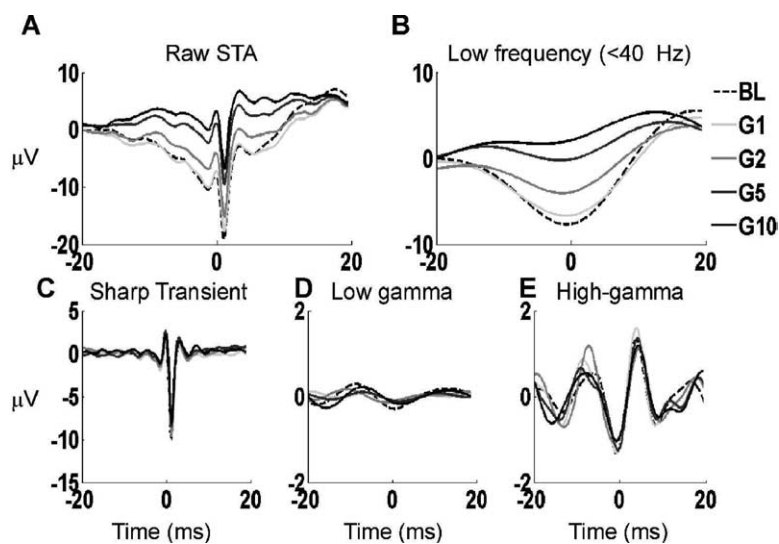 A
Raw STA
B
Low frequency (<40 Hz)
10
0
-10
-20
μV
-20
0
20
10
5
0
-5
-10
-20
0
20
BL
G1
G2
G5
G10
C
Sharp Transient
D
Low gamma
E
High-gamma
5
0
-5
-10
-15
μV
-20
0
20
Time (ms)
2
0
-2
-20
0
20
Time (ms)
2
0
-2
-20
0
20
Time (ms)